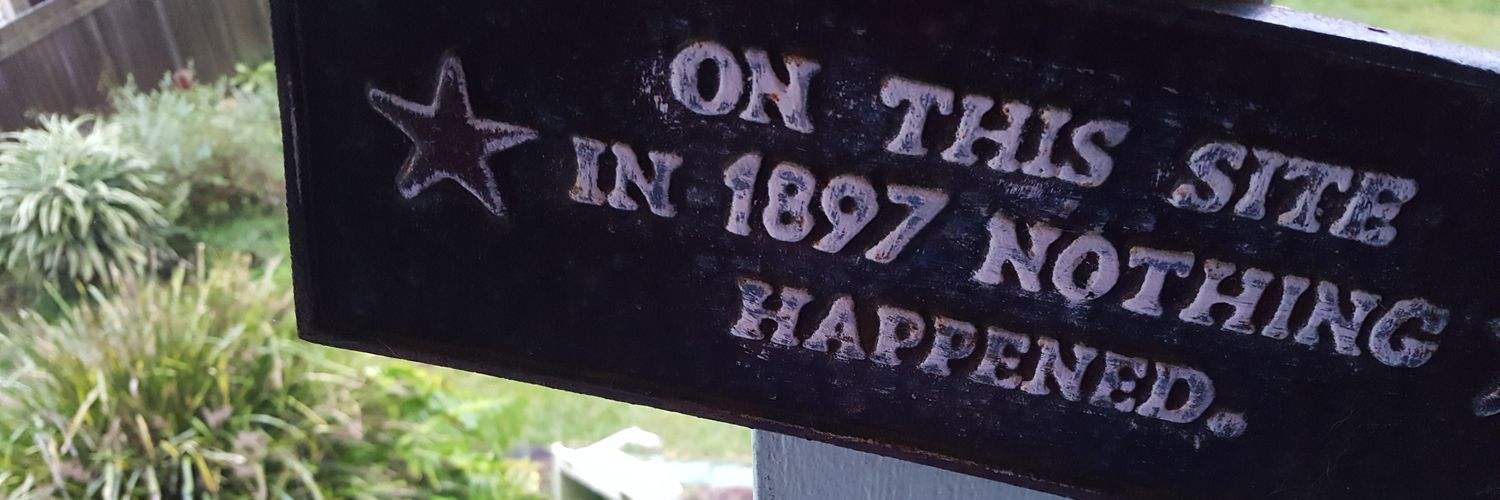 ON THIS SITE
IN 1897 NOTHING
HAPPENED.